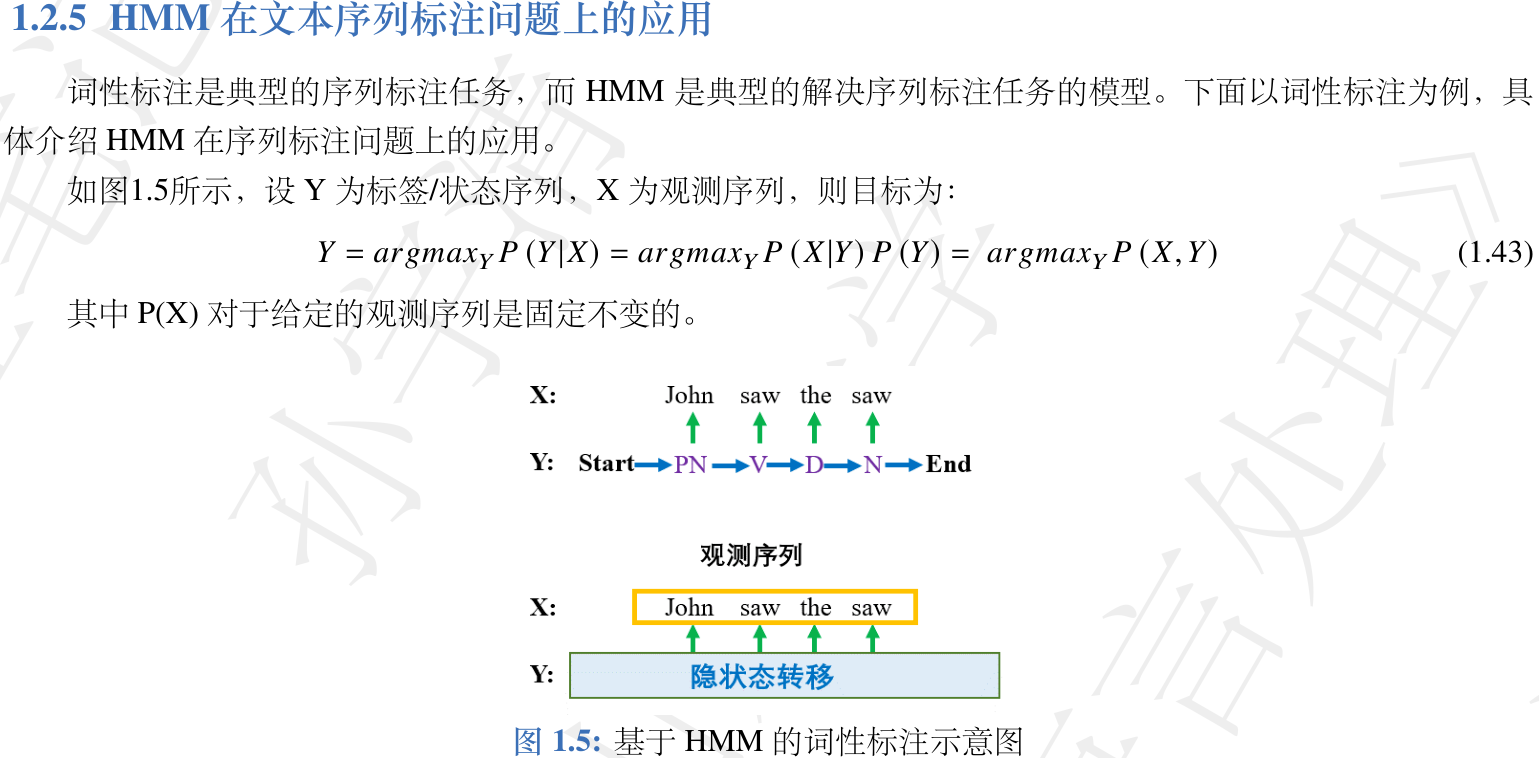 1.2.5 HMM 在文本序列标注问题上的应用
词性标注是典型的序列标注任务，而 HMM 是典型的解决序列标注任务的模型。下面以词性标注为例，具
体介绍 HMM 在序列标注问题上的应用。
如图1.5所示，设 Y 为标签/状态序列，X 为观测序列，则目标为：
Y = argmax_Y P (Y|X) = argmax_Y P (X|Y) P (Y) = argmax_Y P (X, Y) (1.43)
其中 P(X) 对于给定的观测序列是固定不变的。
X: John saw the saw
Y: Start PN V D N End
观测序列
X: John saw the saw
Y: 隐状态转移
图 1.5: 基于 HMM 的词性标注示意图